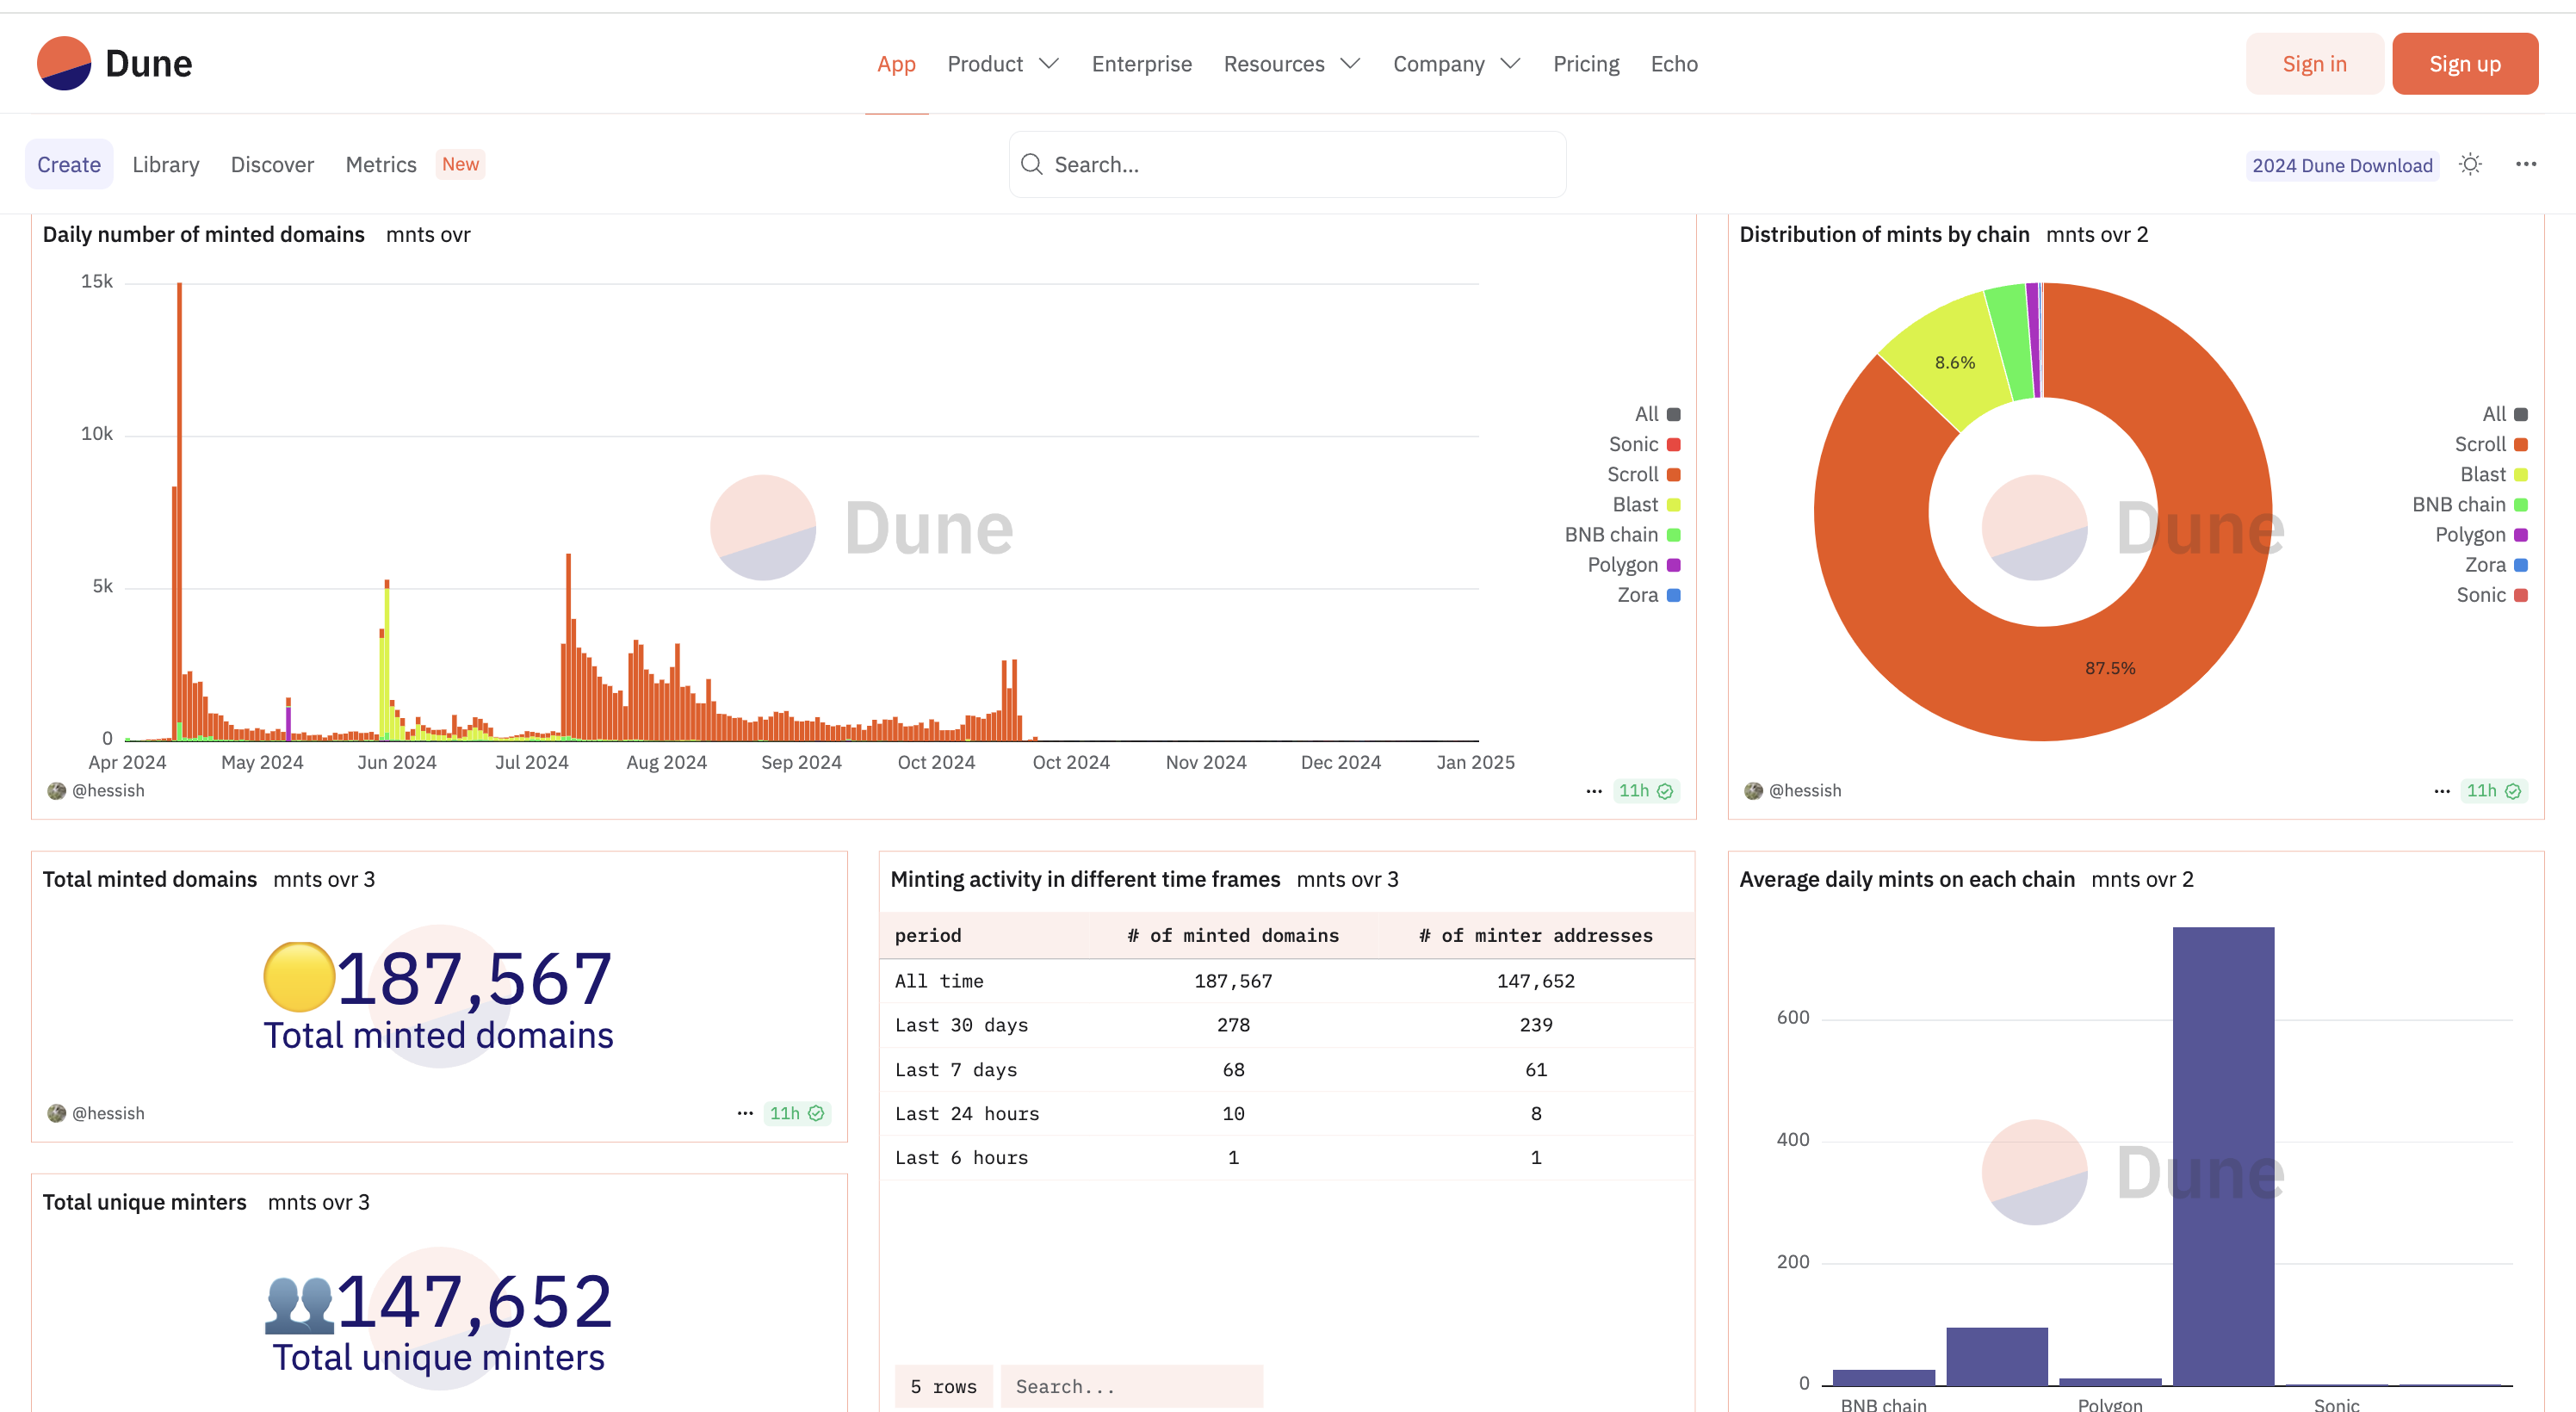 Dune
App Product Enterprise Resources Company Pricing Echo
Sign in Sign up
Create Library Discover Metrics New
Search...
2024 Dune Download
Daily number of minted domains mnts ovr
15k
10k
5k
0
Apr 2024 May 2024 Jun 2024 Jul 2024 Aug 2024 Sep 2024 Oct 2024 Oct 2024 Nov 2024 Dec 2024 Jan 2025
Dune
All
Sonic
Scroll
Blast
BNB chain
Polygon
Zora
@hessish
11h
Distribution of mints by chain mnts ovr 2
8.6%
87.5%
Dune
All
Scroll
Blast
BNB chain
Polygon
Zora
Sonic
@hessish
11h
Total minted domains mnts ovr 3
187,567
Total minted domains
@hessish
11h
Total unique minters mnts ovr 3
147,652
Total unique minters
Minting activity in different time frames mnts ovr 3
period # of minted domains # of minter addresses
All time 187,567 147,652
Last 30 days 278 239
Last 7 days 68 61
Last 24 hours 10 8
Last 6 hours 1 1
5 rows Search...
Average daily mints on each chain mnts ovr 2
600
400
200
0
Dune
BNB chain Polygon Sonic